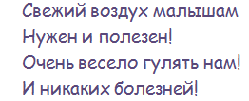 Свежий воздух малышам
Нужен и полезен!
Очень весело гулять нам!
И никаких болезней!